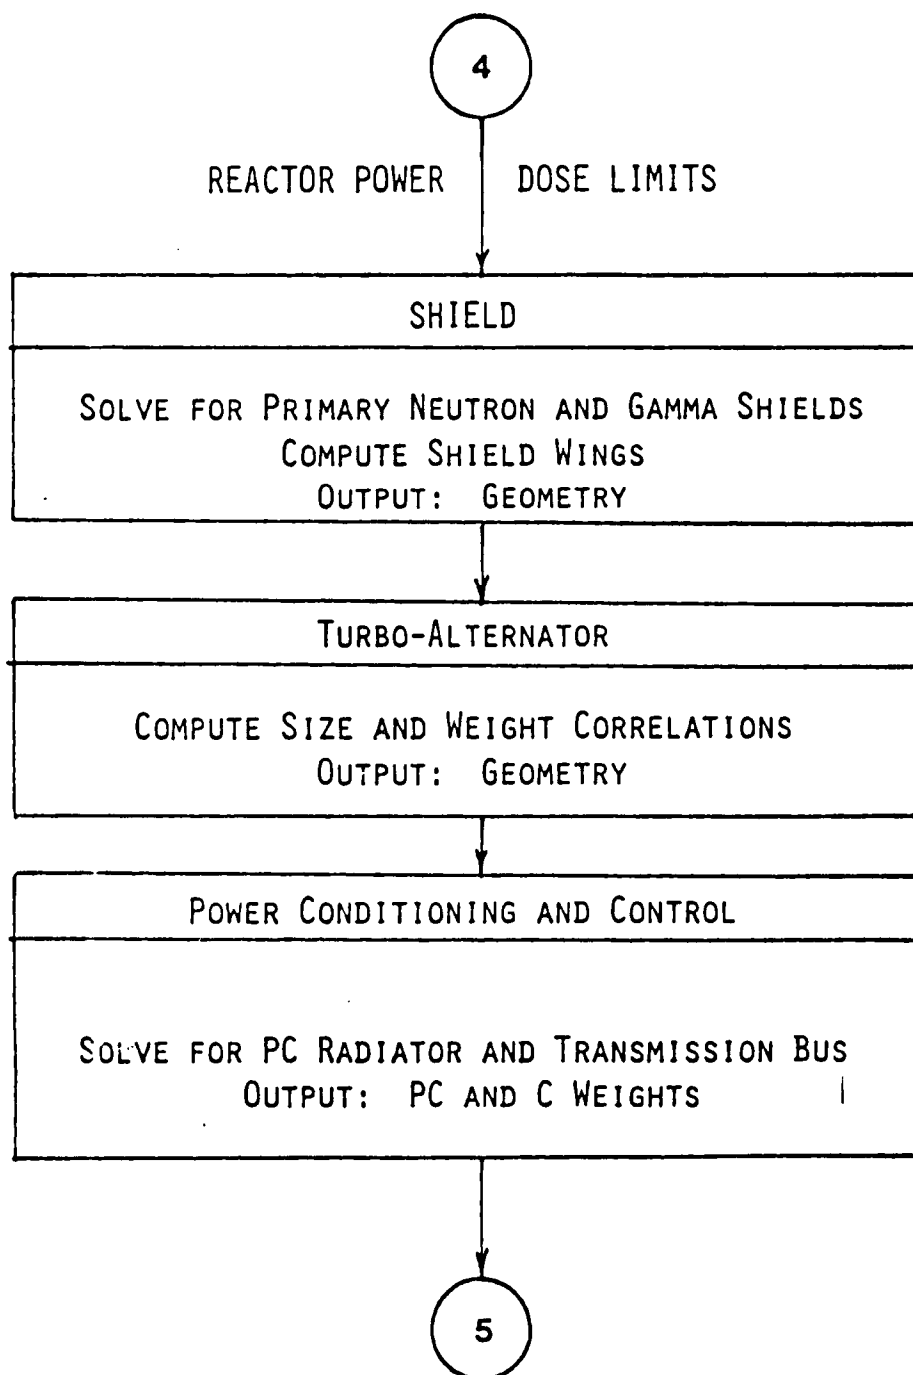 4
REACTOR POWER DOSE LIMITS
SHIELD
SOLVE FOR PRIMARY NEUTRON AND GAMMA SHIELDS
COMPUTE SHIELD WINGS
OUTPUT: GEOMETRY
TURBO-ALTERNATOR
COMPUTE SIZE AND WEIGHT CORRELATIONS
OUTPUT: GEOMETRY
POWER CONDITIONING AND CONTROL
SOLVE FOR PC RADIATOR AND TRANSMISSION BUS
OUTPUT: PC AND C WEIGHTS
5